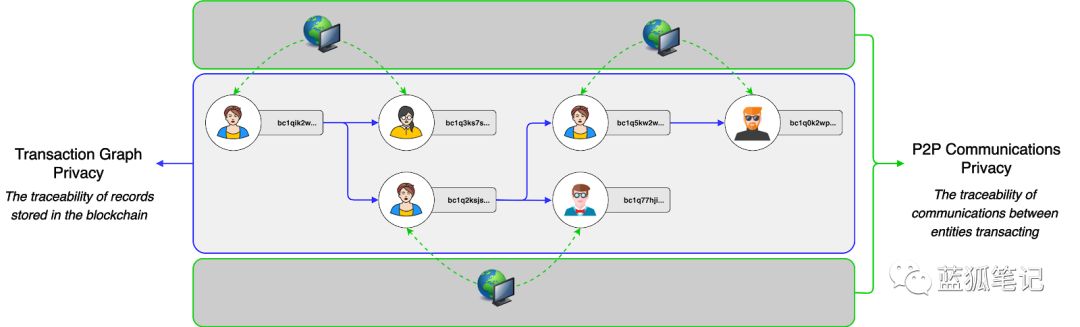 Transaction Graph
Privacy
The traceability of records
stored in the blockchain
bc1qik2w...
bc1q3ks7s...
bc1q5kw2w...
bc1q0k2wp...
bc1q2ksjs...
bc1q77hji...
P2P Communications
Privacy
The traceability of
communications between
entities transacting
蓝狐笔记